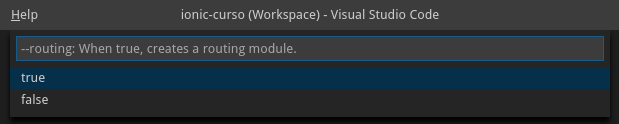 Help ionic-curso (Workspace) - Visual Studio Code
--routing: When true, creates a routing module.
true
false